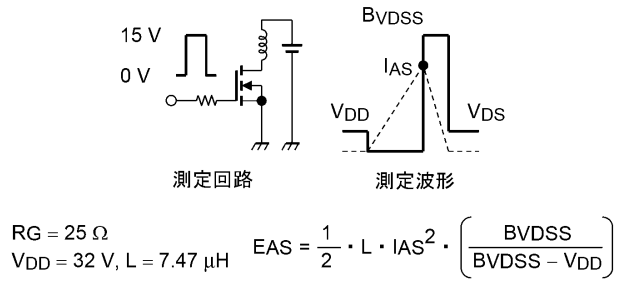 15 V
0 V
測定回路
BVDSS
IAS
VDD
VDS
測定波形
RG = 25 Ω
VDD = 32 V, L = 7.47 μH
EAS = 1/2 · L · IAS² · (BVDSS / (BVDSS − VDD))